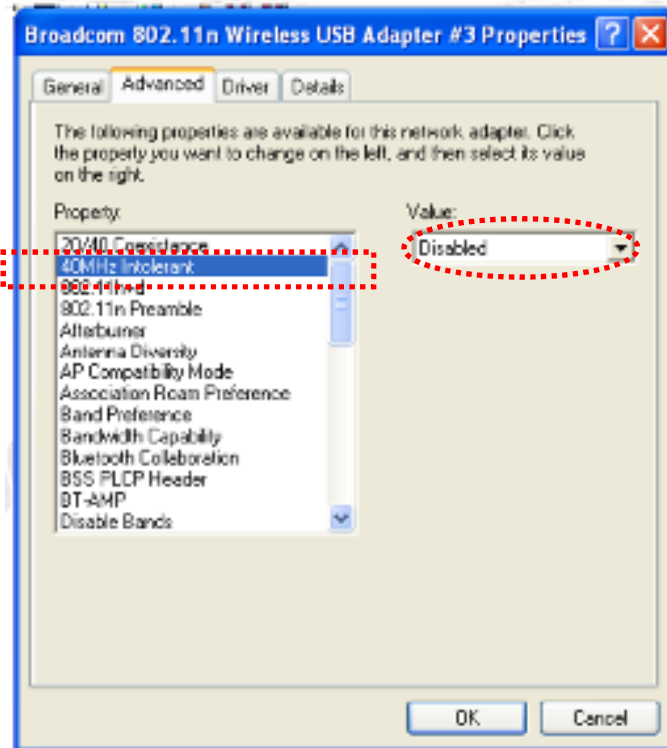 Broadcom 802.11n Wireless USB Adapter #3 Properties
General Advanced Driver Details
The following properties are available for this network adapter. Click
the property you want to change on the left, and then select its value
on the right.
Property:
Value:
20/40 Coexistence
Disabled
40MHz Intolerant
802.11h+d
802.11n Preamble
Afterburner
Antenna Diversity
AP Compatibility Mode
Association Roam Preference
Band Preference
Bandwidth Capability
Bluetooth Collaboration
BSS PLCP Header
BT-AMP
Disable Bands
OK Cancel